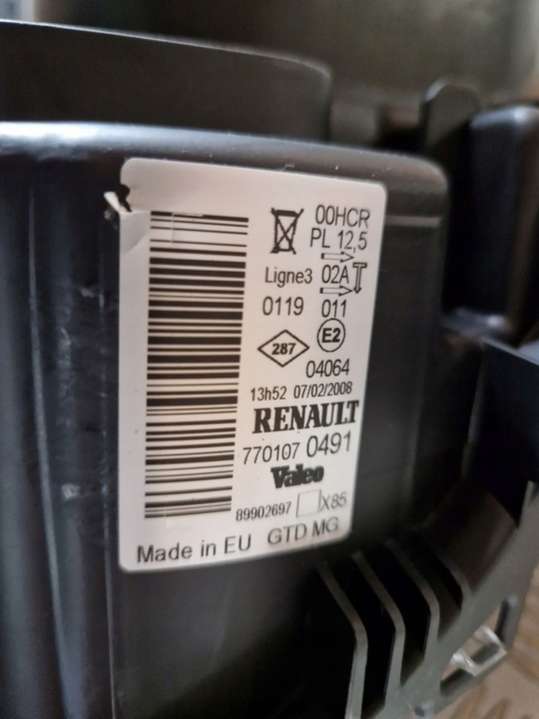 00HCR
PL 12,5
Ligne3 02A
0119 011
287 E2
04064
13h52 07/02/2008
RENAULT
770107 0491
Valeo
89902697 X85
Made in EU GTD MG